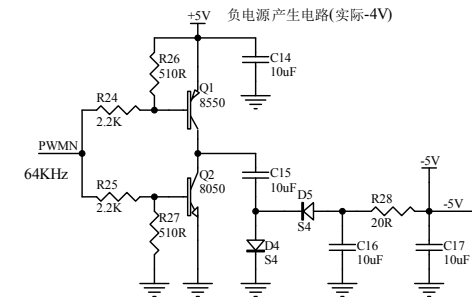 +5V
负电源产生电路(实际-4V)
R26
510R
C14
10uF
Q1
8550
R24
2.2K
PWMN
64KHz
Q2
8050
C15
10uF
R25
2.2K
R27
510R
D5
S4
R28
20R
-5V
-5V
D4
S4
C16
10uF
C17
10uF